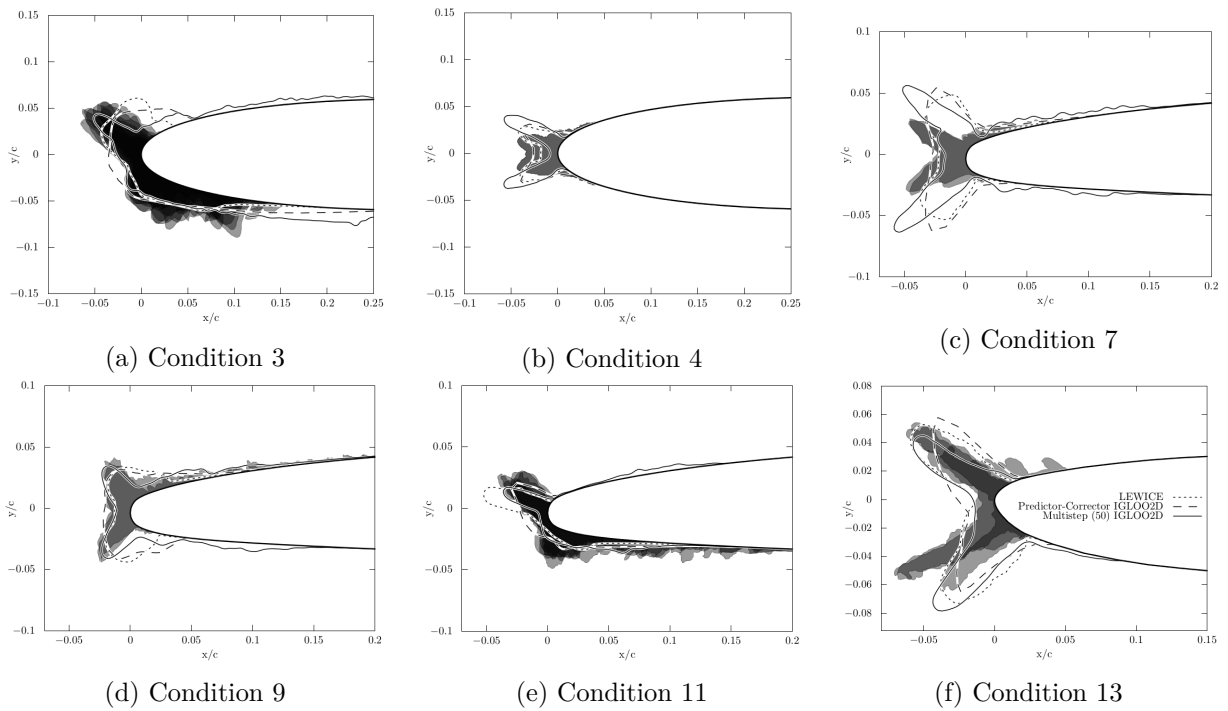 0.15
0.1
0.05
0
−0.05
−0.1
−0.15
y/c
−0.1 −0.05 0 0.05 0.1 0.15 0.2 0.25
x/c
(a) Condition 3
0.15
0.1
0.05
0
−0.05
−0.1
−0.15
y/c
−0.1 −0.05 0 0.05 0.1 0.15 0.2 0.25
x/c
(b) Condition 4
0.1
0.05
0
−0.05
−0.1
y/c
−0.05 0 0.05 0.1 0.15 0.2
x/c
(c) Condition 7
0.1
0.05
0
−0.05
−0.1
y/c
−0.05 0 0.05 0.1 0.15 0.2
x/c
(d) Condition 9
0.1
0.05
0
−0.05
−0.1
y/c
−0.05 0 0.05 0.1 0.15 0.2
x/c
(e) Condition 11
0.08
0.06
0.04
0.02
0
−0.02
−0.04
−0.06
−0.08
y/c
LEWICE
Predictor-Corrector IGLOO2D
Multistep (50) IGLOO2D
−0.05 0 0.05 0.1 0.15
x/c
(f) Condition 13